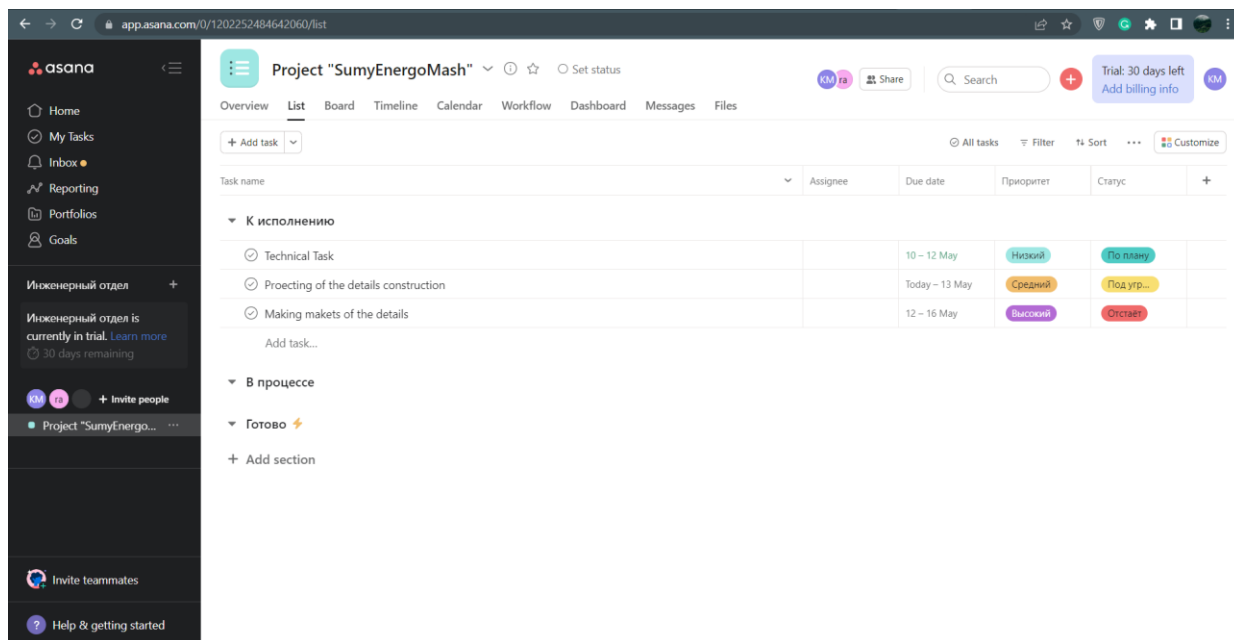 app.asana.com/0/1202252484642060/list
asana
Home
My Tasks
Inbox
Reporting
Portfolios
Goals
Инженерный отдел +
Инженерный отдел is
currently in trial. Learn more
30 days remaining
KM ra + Invite people
Project "SumyEnergo... ...
Invite teammates
? Help & getting started
Project "SumyEnergoMash" Set status
KM ra Share Search +
Trial: 30 days left
Add billing info
KM
Overview List Board Timeline Calendar Workflow Dashboard Messages Files
+ Add task All tasks Filter Sort ... Customize
Task name Assignee Due date Приоритет Статус +
К исполнению
Technical Task 10 – 12 May Низкий По плану
Proecting of the details construction Today – 13 May Средний Под угр...
Making makets of the details 12 – 16 May Высокий Отстаёт
Add task...
В процессе
Готово
+ Add section